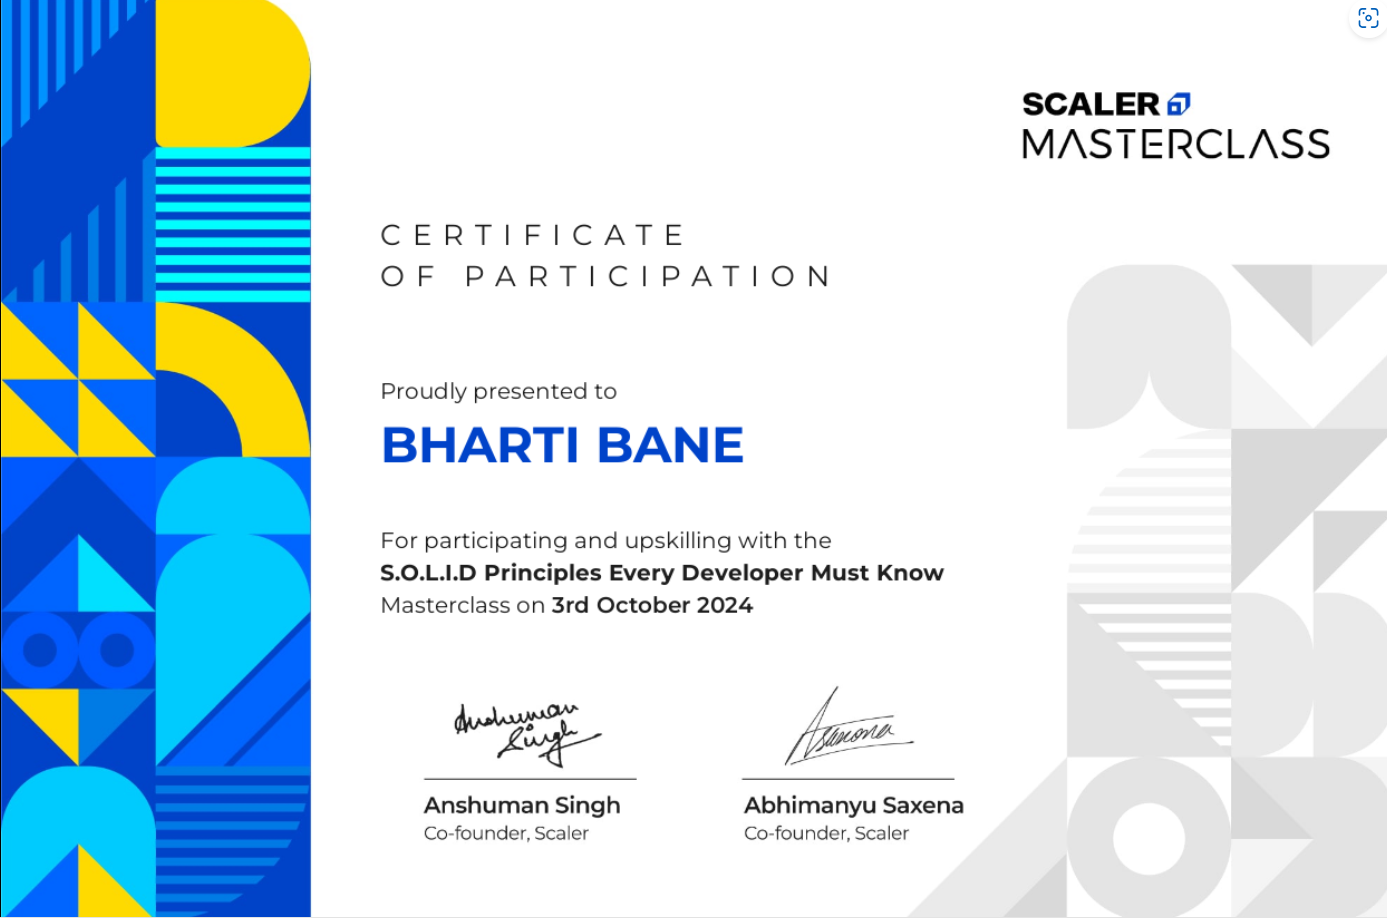 SCALER
MASTERCLASS
CERTIFICATE
OF PARTICIPATION
Proudly presented to
BHARTI BANE
For participating and upskilling with the
S.O.L.I.D Principles Every Developer Must Know
Masterclass on 3rd October 2024
Anshuman
Singh
Asaxena
Anshuman Singh
Co-founder, Scaler
Abhimanyu Saxena
Co-founder, Scaler